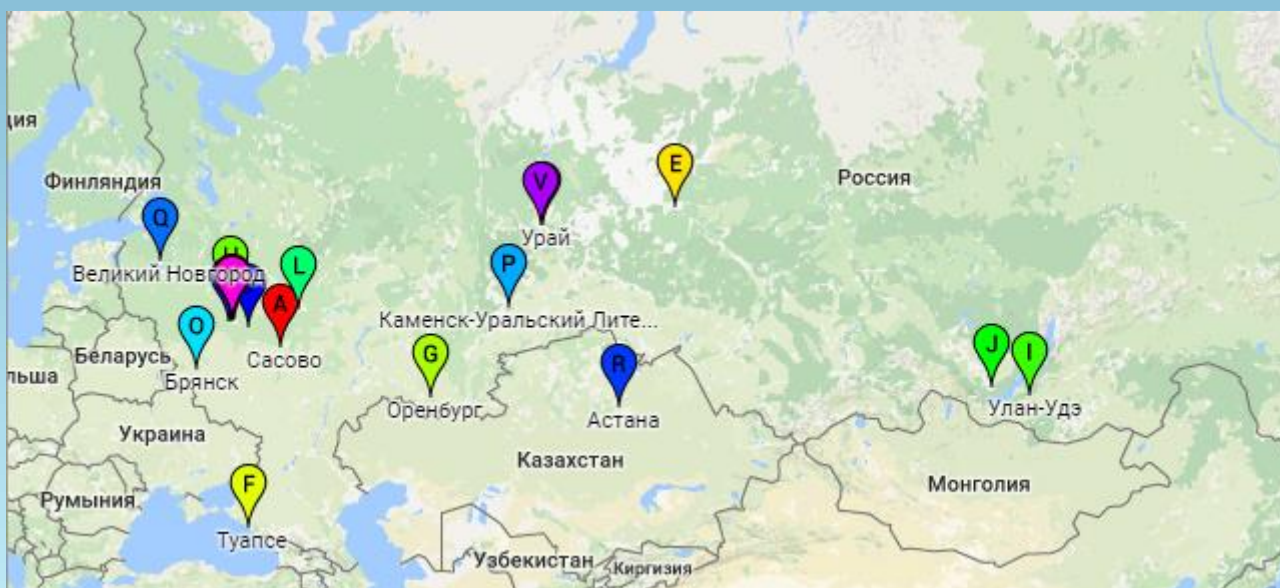 ция
Финляндия
Q
Великий Новгород
L
A
Сасово
O
Беларусь
Брянск
льша
Украина
Румыния
F
Туапсе
V
Урай
E
Россия
P
Каменск-Уральский Лите...
G
Оренбург
R
Астана
Казахстан
Узбекистан
Киргизия
J
I
Улан-Удэ
Монголия